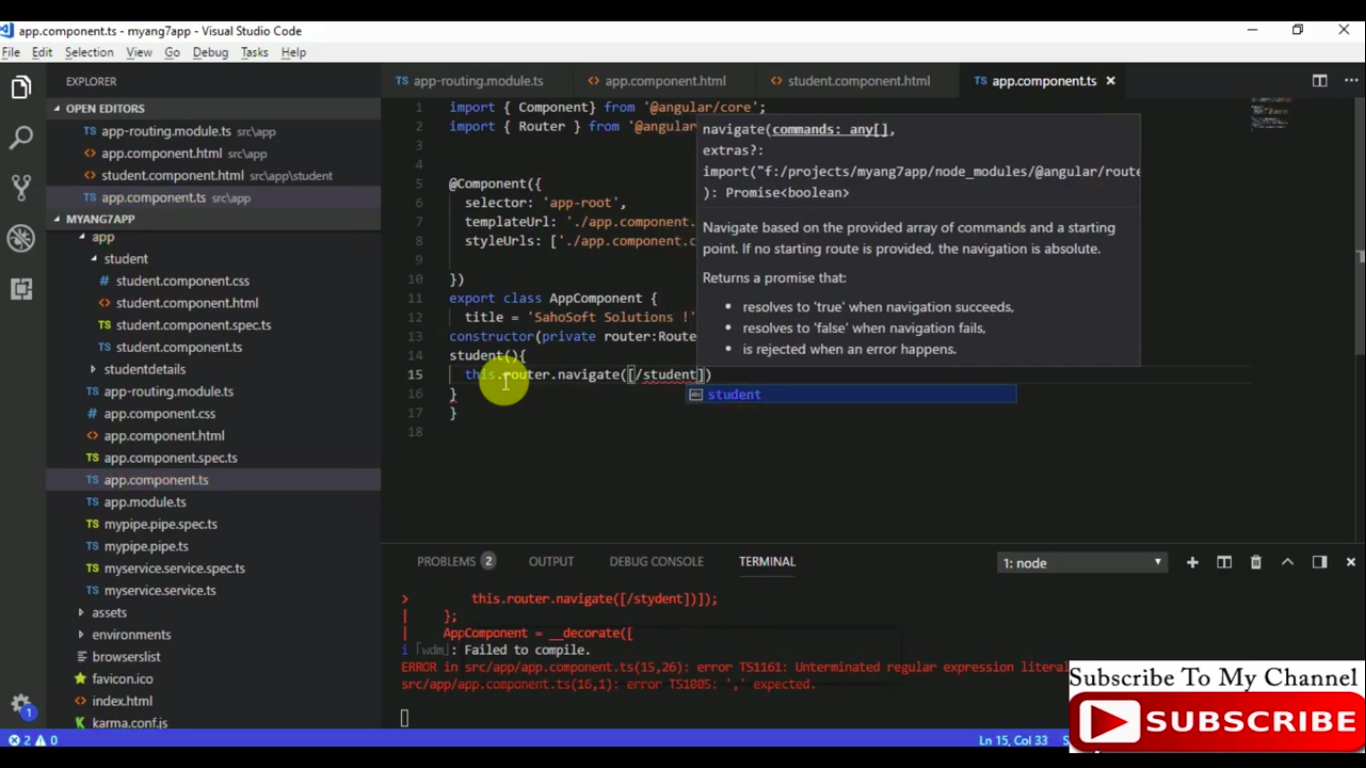 app.component.ts - myang7app - Visual Studio Code
File Edit Selection View Go Debug Tasks Help
EXPLORER
OPEN EDITORS
TS app-routing.module.ts src\app
<> app.component.html src\app
<> student.component.html src\app\student
TS app.component.ts src\app
MYANG7APP
app
student
# student.component.css
<> student.component.html
TS student.component.spec.ts
TS student.component.ts
studentdetails
TS app-routing.module.ts
# app.component.css
<> app.component.html
TS app.component.spec.ts
TS app.component.ts
TS app.module.ts
TS mypipe.pipe.spec.ts
TS mypipe.pipe.ts
TS myservice.service.spec.ts
TS myservice.service.ts
assets
environments
browserslist
favicon.ico
<> index.html
karma.conf.js
TS app-routing.module.ts <> app.component.html <> student.component.html TS app.component.ts ×
1 import { Component} from '@angular/core';
2 import { Router } from '@angular
3
4
5 @Component({
6 selector: 'app-root',
7 templateUrl: './app.component.
8 styleUrls: ['./app.component.c
9
10 })
11 export class AppComponent {
12 title = 'SahoSoft Solutions !'
13 constructor(private router:Route
14 student(){
15 this.router.navigate([/student])
16 }
17 }
18
navigate(commands: any[],
extras?:
import("f:/projects/myang7app/node_modules/@angular/route
): Promise<boolean>
Navigate based on the provided array of commands and a starting
point. If no starting route is provided, the navigation is absolute.
Returns a promise that:
• resolves to 'true' when navigation succeeds,
• resolves to 'false' when navigation fails,
• is rejected when an error happens.
abc student
PROBLEMS 2 OUTPUT DEBUG CONSOLE TERMINAL 1: node
> this.router.navigate([/stydent])]);
| };
| AppComponent = __decorate([
i ｢wdm｣: Failed to compile.
ERROR in src/app/app.component.ts(15,26): error TS1161: Unterminated regular expression literal
src/app/app.component.ts(16,1): error TS1005: ',' expected.
1
2 0
Ln 15, Col 33
Subscribe To My Channel
SUBSCRIBE